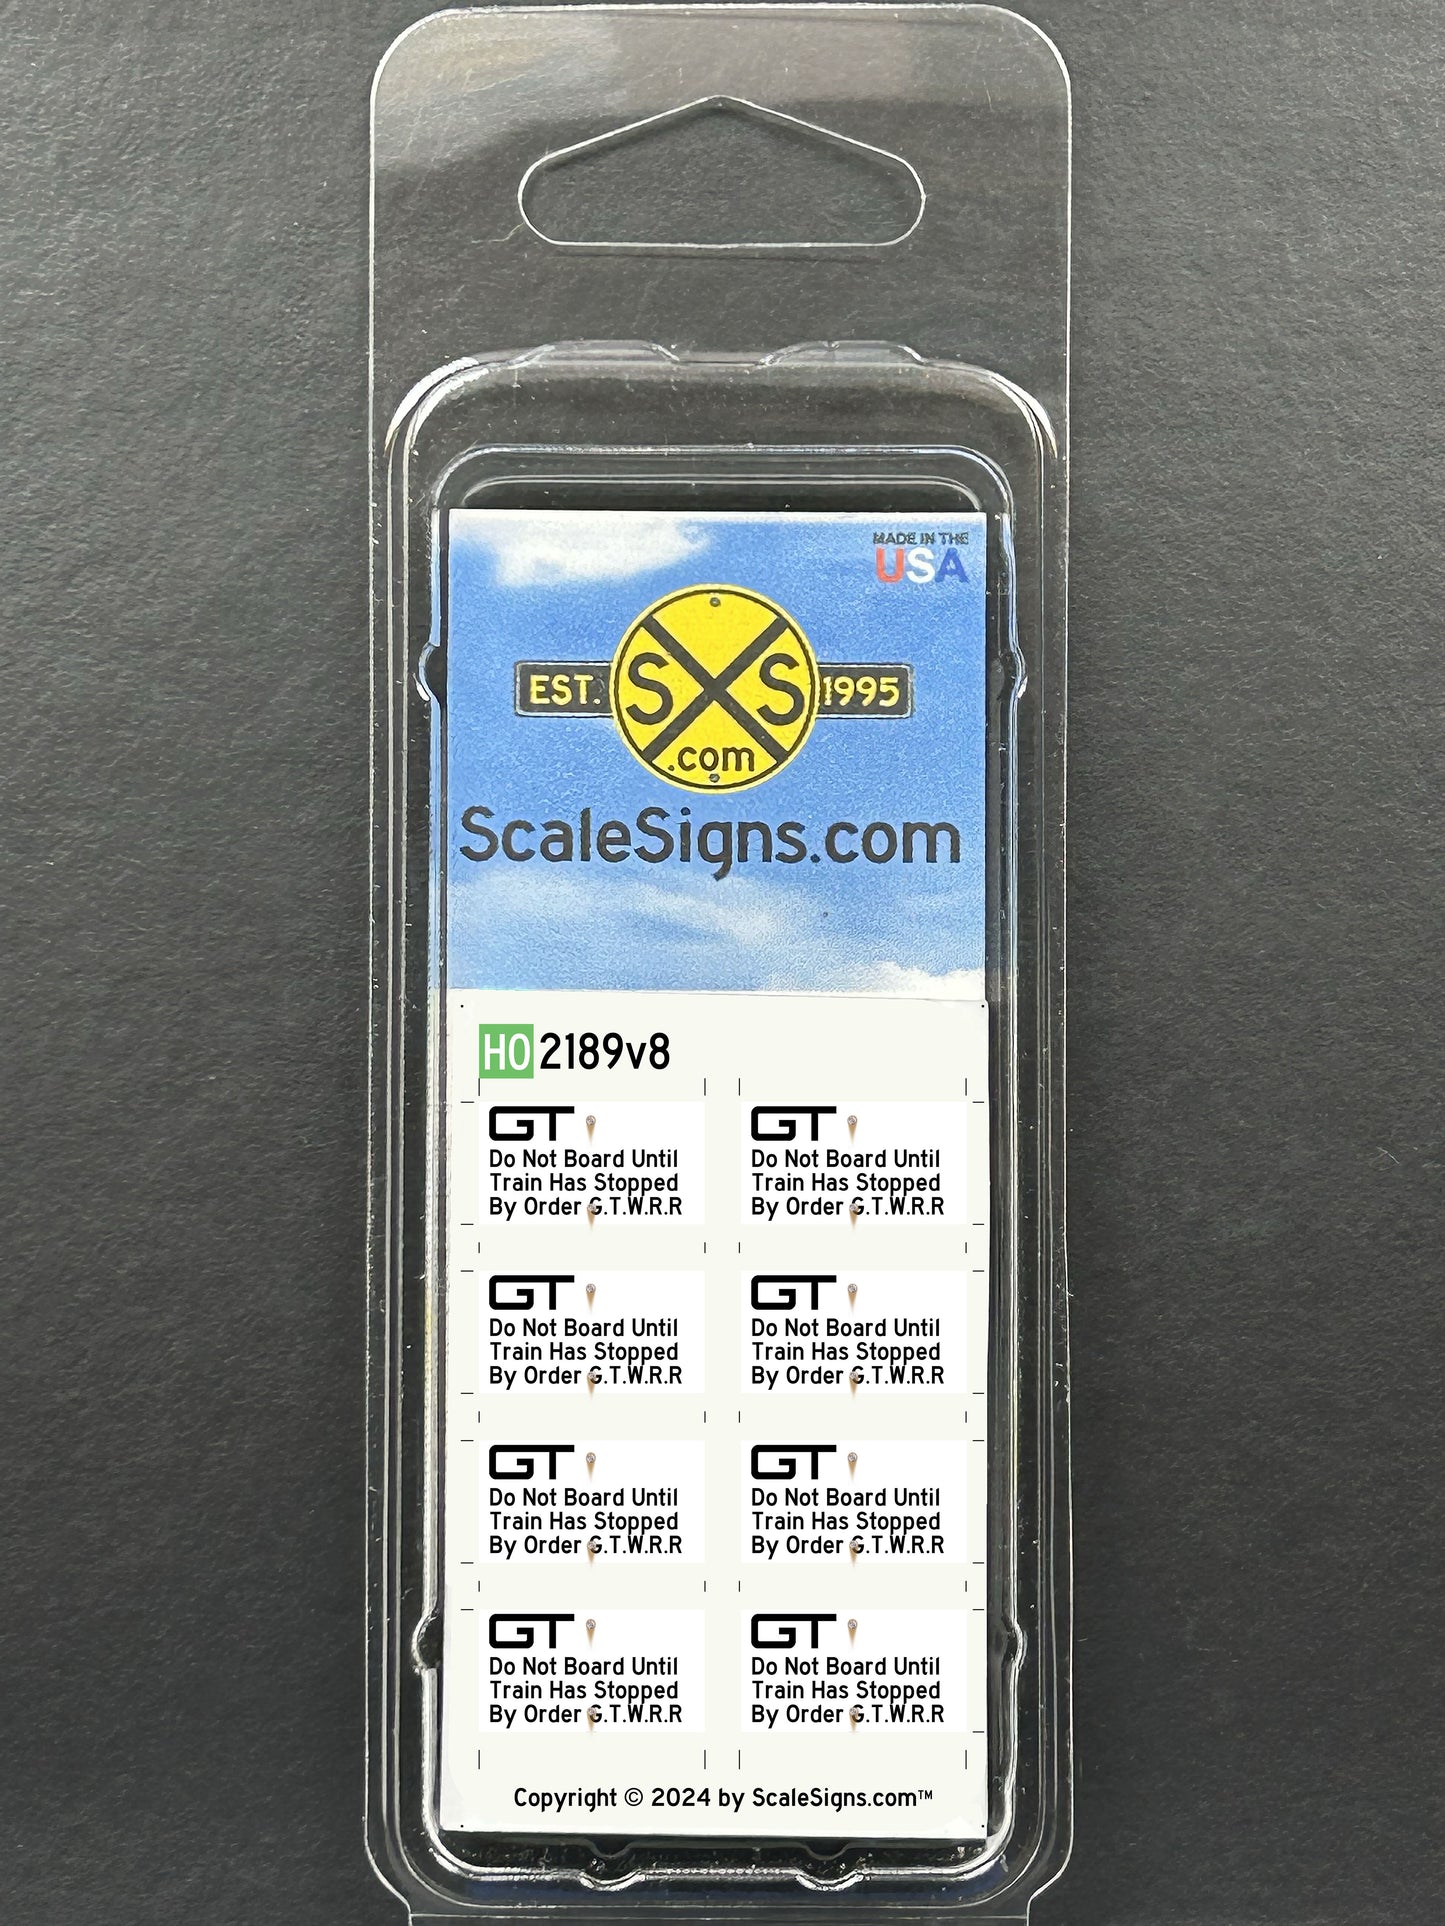 MADE IN THE
USA
EST. S S 1995
.com
ScaleSigns.com
HO 2189v8
GT GT
Do Not Board Until Do Not Board Until
Train Has Stopped Train Has Stopped
By Order G.T.W.R.R By Order G.T.W.R.R
GT GT
Do Not Board Until Do Not Board Until
Train Has Stopped Train Has Stopped
By Order G.T.W.R.R By Order G.T.W.R.R
GT GT
Do Not Board Until Do Not Board Until
Train Has Stopped Train Has Stopped
By Order G.T.W.R.R By Order G.T.W.R.R
GT GT
Do Not Board Until Do Not Board Until
Train Has Stopped Train Has Stopped
By Order G.T.W.R.R By Order G.T.W.R.R
Copyright © 2024 by ScaleSigns.com™